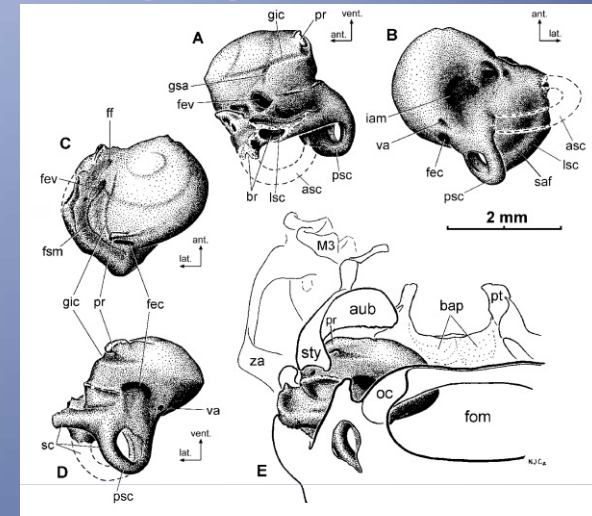 gic
pr
vent.
ant.
A
gsa
fev
br
lsc
asc
psc
ant.
lat.
B
iam
va
fec
psc
saf
asc
lsc
2 mm
C
ff
fev
fsm
ant.
lat.
gic
pr
fec
D
sc
psc
va
vent.
lat.
E
M3
aub
pr
za
sty
oc
bap
pt
fom